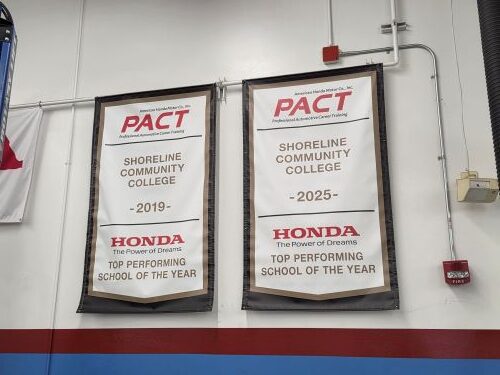 American Honda Motor Co., Inc.
PACT
Professional Automotive Career Training
SHORELINE
COMMUNITY
COLLEGE
-2019-
HONDA
The Power of Dreams
TOP PERFORMING
SCHOOL OF THE YEAR
American Honda Motor Co., Inc.
PACT
Professional Automotive Career Training
SHORELINE
COMMUNITY
COLLEGE
-2025-
HONDA
The Power of Dreams
TOP PERFORMING
SCHOOL OF THE YEAR
FIRE